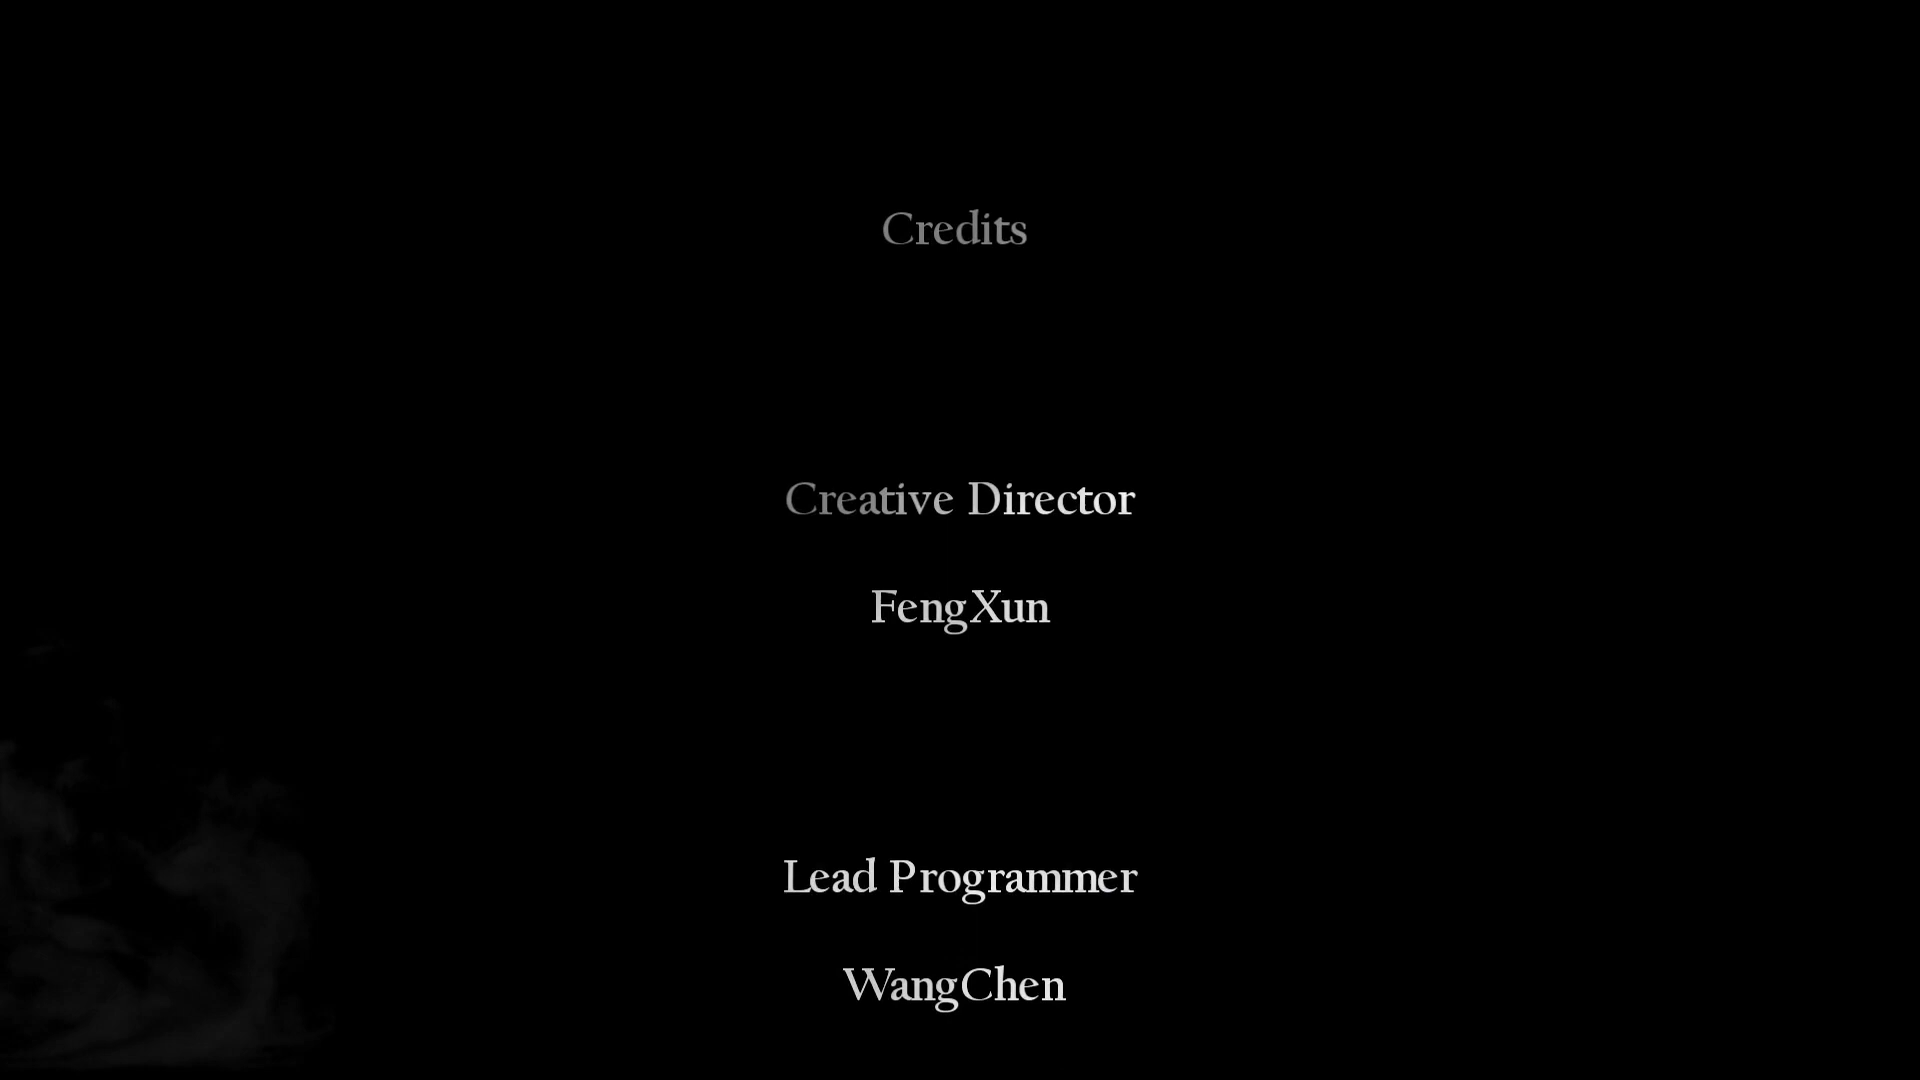 Credits
Creative Director
FengXun
Lead Programmer
WangChen